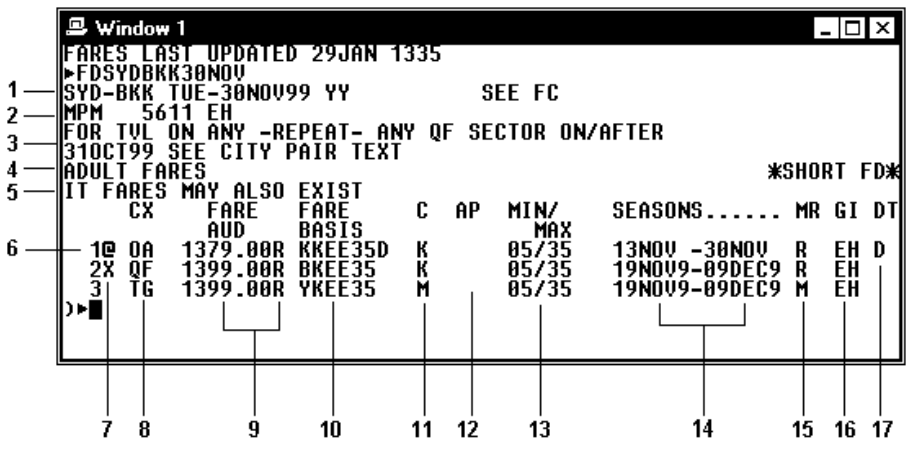 Window 1
FARES LAST UPDATED 29JAN 1335
►FDSYDBKK30NOV
1 SYD-BKK TUE-30NOV99 YY SEE FC
2 MPM 5611 EH
FOR TVL ON ANY -REPEAT- ANY QF SECTOR ON/AFTER
3 31OCT99 SEE CITY PAIR TEXT
4 ADULT FARES *SHORT FD*
5 IT FARES MAY ALSO EXIST
CX FARE FARE C AP MIN/ SEASONS...... MR GI DT
AUD BASIS MAX
6 1@ OA 1379.00R KKEE35D K 05/35 13NOV -30NOV R EH D
2X QF 1399.00R BKEE35 K 05/35 19NOV9-09DEC9 R EH
3 TG 1399.00R YKEE35 M 05/35 19NOV9-09DEC9 M EH
)►
7 8 9 10 11 12 13 14 15 16 17